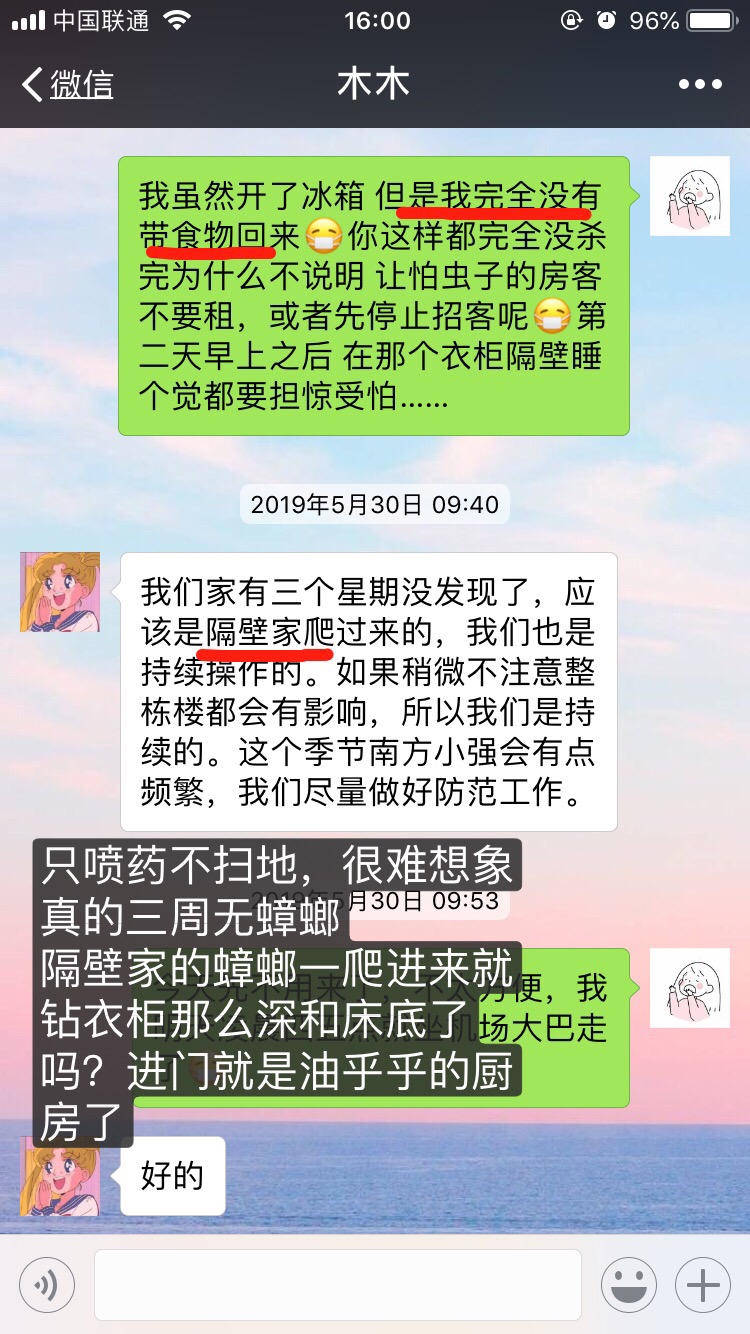 中国联通
16:00
96%
微信
木木
我虽然开了冰箱 但是我完全没有
带食物回来😷你这样都完全没杀
完为什么不说明 让怕虫子的房客
不要租，或者先停止招客呢😷第
二天早上之后 在那个衣柜隔壁睡
个觉都要担惊受怕……
2019年5月30日 09:40
我们家有三个星期没发现了，应
该是隔壁家爬过来的，我们也是
持续操作的。如果稍微不注意整
栋楼都会有影响，所以我们是持
续的。这个季节南方小强会有点
频繁，我们尽量做好防范工作。
只喷药不扫地，很难想象
真的三周无蟑螂
隔壁家的蟑螂一爬进来就
钻衣柜那么深和床底了
吗？进门就是油乎乎的厨
房了
2019年5月30日 09:53
今天先不用来了，不太方便，我
场大巴走
了
好的